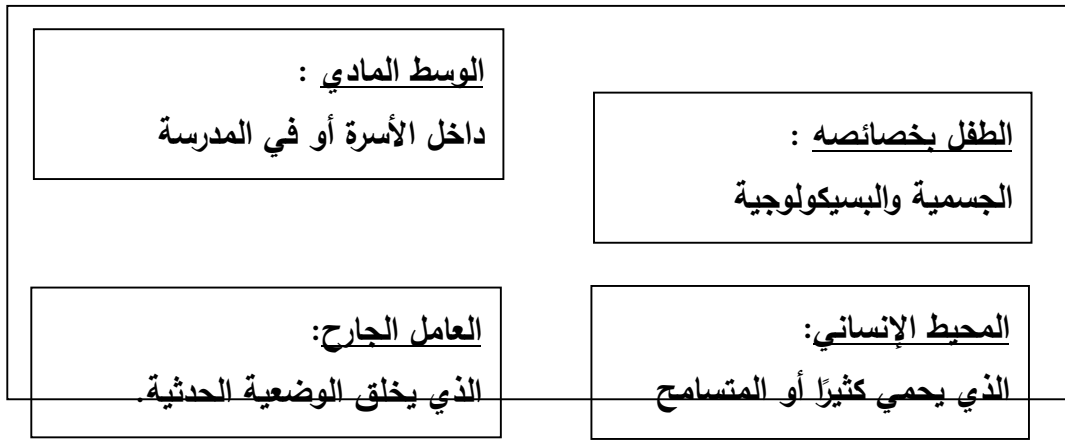 الوسط المادي :
داخل الأسرة أو في المدرسة
الطفل بخصائصه :
الجسمية والبسيكولوجية
المحيط الإنساني:
الذي يحمي كثيرًا أو المتسامح
العامل الجارح:
الذي يخلق الوضعية الحدثية.